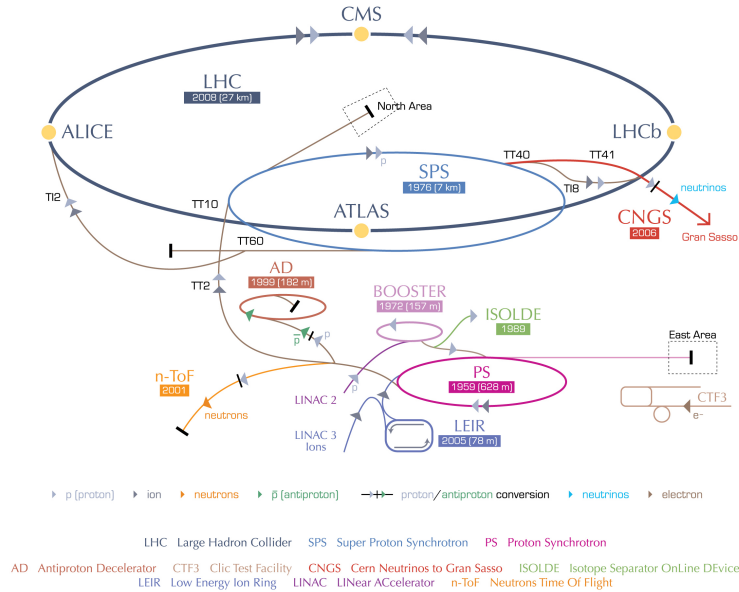 CMS
LHC
2008 (27 km)
North Area
ALICE
LHCb
TT40
TT41
SPS
1976 (7 km)
p
TI2
TI8
neutrinos
TT10
ATLAS
CNGS
2006
Gran Sasso
TT60
AD
1999 (182 m)
TT2
BOOSTER
1972 (157 m)
ISOLDE
1989
p̅
p
East Area
n-ToF
2001
PS
1959 (628 m)
LINAC 2
p
neutrons
CTF3
e-
LINAC 3
Ions
LEIR
2005 (78 m)
p (proton)
ion
neutrons
p̅ (antiproton)
proton/antiproton conversion
neutrinos
electron
LHC Large Hadron Collider SPS Super Proton Synchrotron PS Proton Synchrotron
AD Antiproton Decelerator CTF3 Clic Test Facility CNGS Cern Neutrinos to Gran Sasso ISOLDE Isotope Separator OnLine DEvice
LEIR Low Energy Ion Ring LINAC LINear ACcelerator n-ToF Neutrons Time Of Flight